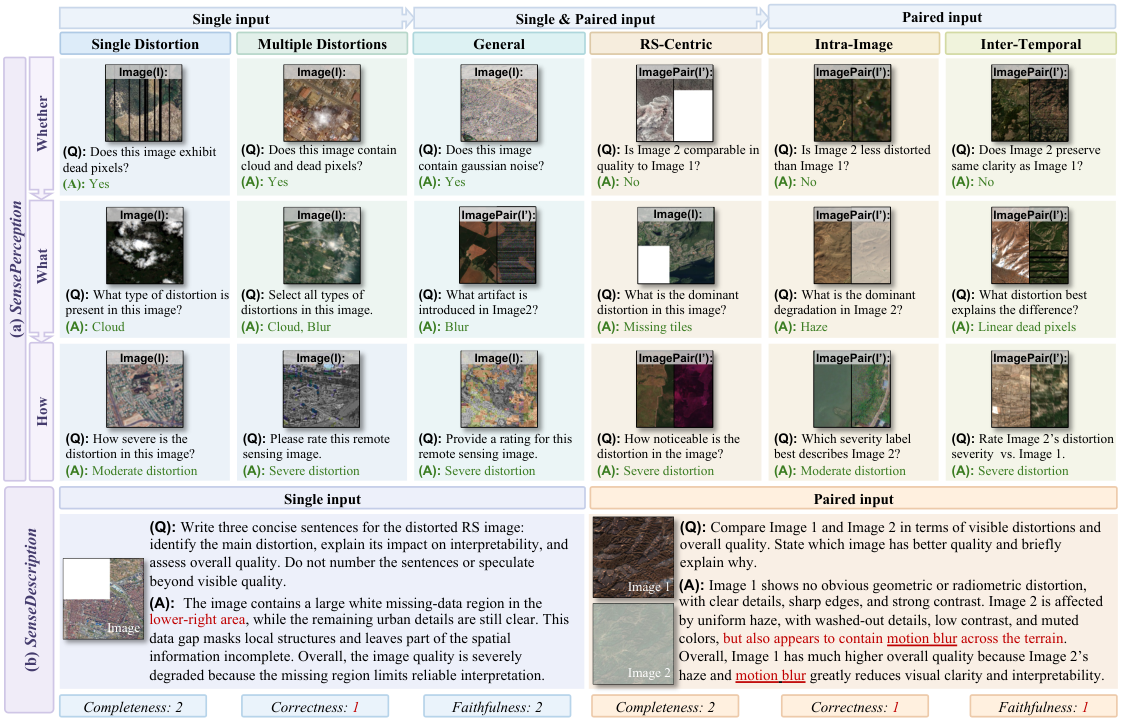 Single input
Single & Paired input
Paired input
Single Distortion
Multiple Distortions
General
RS-Centric
Intra-Image
Inter-Temporal
(a) SensePerception
Whether
Image(I):
(Q): Does this image exhibit
dead pixels?
(A): Yes
Image(I):
(Q): Does this image contain
cloud and dead pixels?
(A): Yes
Image(I):
(Q): Does this image
contain gaussian noise?
(A): Yes
ImagePair(I'):
(Q): Is Image 2 comparable in
quality to Image 1?
(A): No
ImagePair(I'):
(Q): Is Image 2 less distorted
than Image 1?
(A): No
ImagePair(I'):
(Q): Does Image 2 preserve
same clarity as Image 1?
(A): No
What
Image(I):
(Q): What type of distortion is
present in this image?
(A): Cloud
Image(I):
(Q): Select all types of
distortions in this image.
(A): Cloud, Blur
ImagePair(I'):
(Q): What artifact is
introduced in Image2?
(A): Blur
Image(I):
(Q): What is the dominant
distortion in this image?
(A): Missing tiles
ImagePair(I'):
(Q): What is the dominant
degradation in Image 2?
(A): Haze
ImagePair(I'):
(Q): What distortion best
explains the difference?
(A): Linear dead pixels
How
Image(I):
(Q): How severe is the
distortion in this image?
(A): Moderate distortion
Image(I):
(Q): Please rate this remote
sensing image.
(A): Severe distortion
Image(I):
(Q): Provide a rating for this
remote sensing image.
(A): Severe distortion
ImagePair(I'):
(Q): How noticeable is the
distortion in the image?
(A): Severe distortion
ImagePair(I'):
(Q): Which severity label
best describes Image 2?
(A): Moderate distortion
ImagePair(I'):
(Q): Rate Image 2's distortion
severity vs. Image 1.
(A): Severe distortion
(b) SenseDescription
Single input
Image
(Q): Write three concise sentences for the distorted RS image:
identify the main distortion, explain its impact on interpretability, and
assess overall quality. Do not number the sentences or speculate
beyond visible quality.
(A): The image contains a large white missing-data region in the
lower-right area, while the remaining urban details are still clear. This
data gap masks local structures and leaves part of the spatial
information incomplete. Overall, the image quality is severely
degraded because the missing region limits reliable interpretation.
Completeness: 2
Correctness: 1
Faithfulness: 2
Paired input
Image 1
Image 2
(Q): Compare Image 1 and Image 2 in terms of visible distortions and
overall quality. State which image has better quality and briefly
explain why.
(A): Image 1 shows no obvious geometric or radiometric distortion,
with clear details, sharp edges, and strong contrast. Image 2 is affected
by uniform haze, with washed-out details, low contrast, and muted
colors, but also appears to contain motion blur across the terrain.
Overall, Image 1 has much higher overall quality because Image 2's
haze and motion blur greatly reduces visual clarity and interpretability.
Completeness: 2
Correctness: 1
Faithfulness: 1